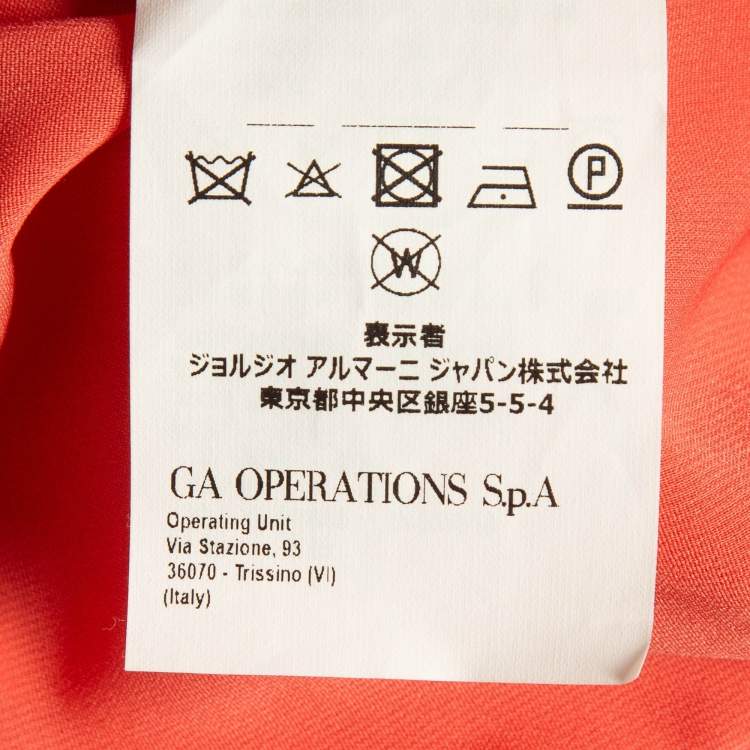 P
W
表示者
ジョルジオ アルマーニ ジャパン株式会社
東京都中央区銀座5-5-4
GA OPERATIONS S.p.A
Operating Unit
Via Stazione, 93
36070 - Trissino (VI)
(Italy)